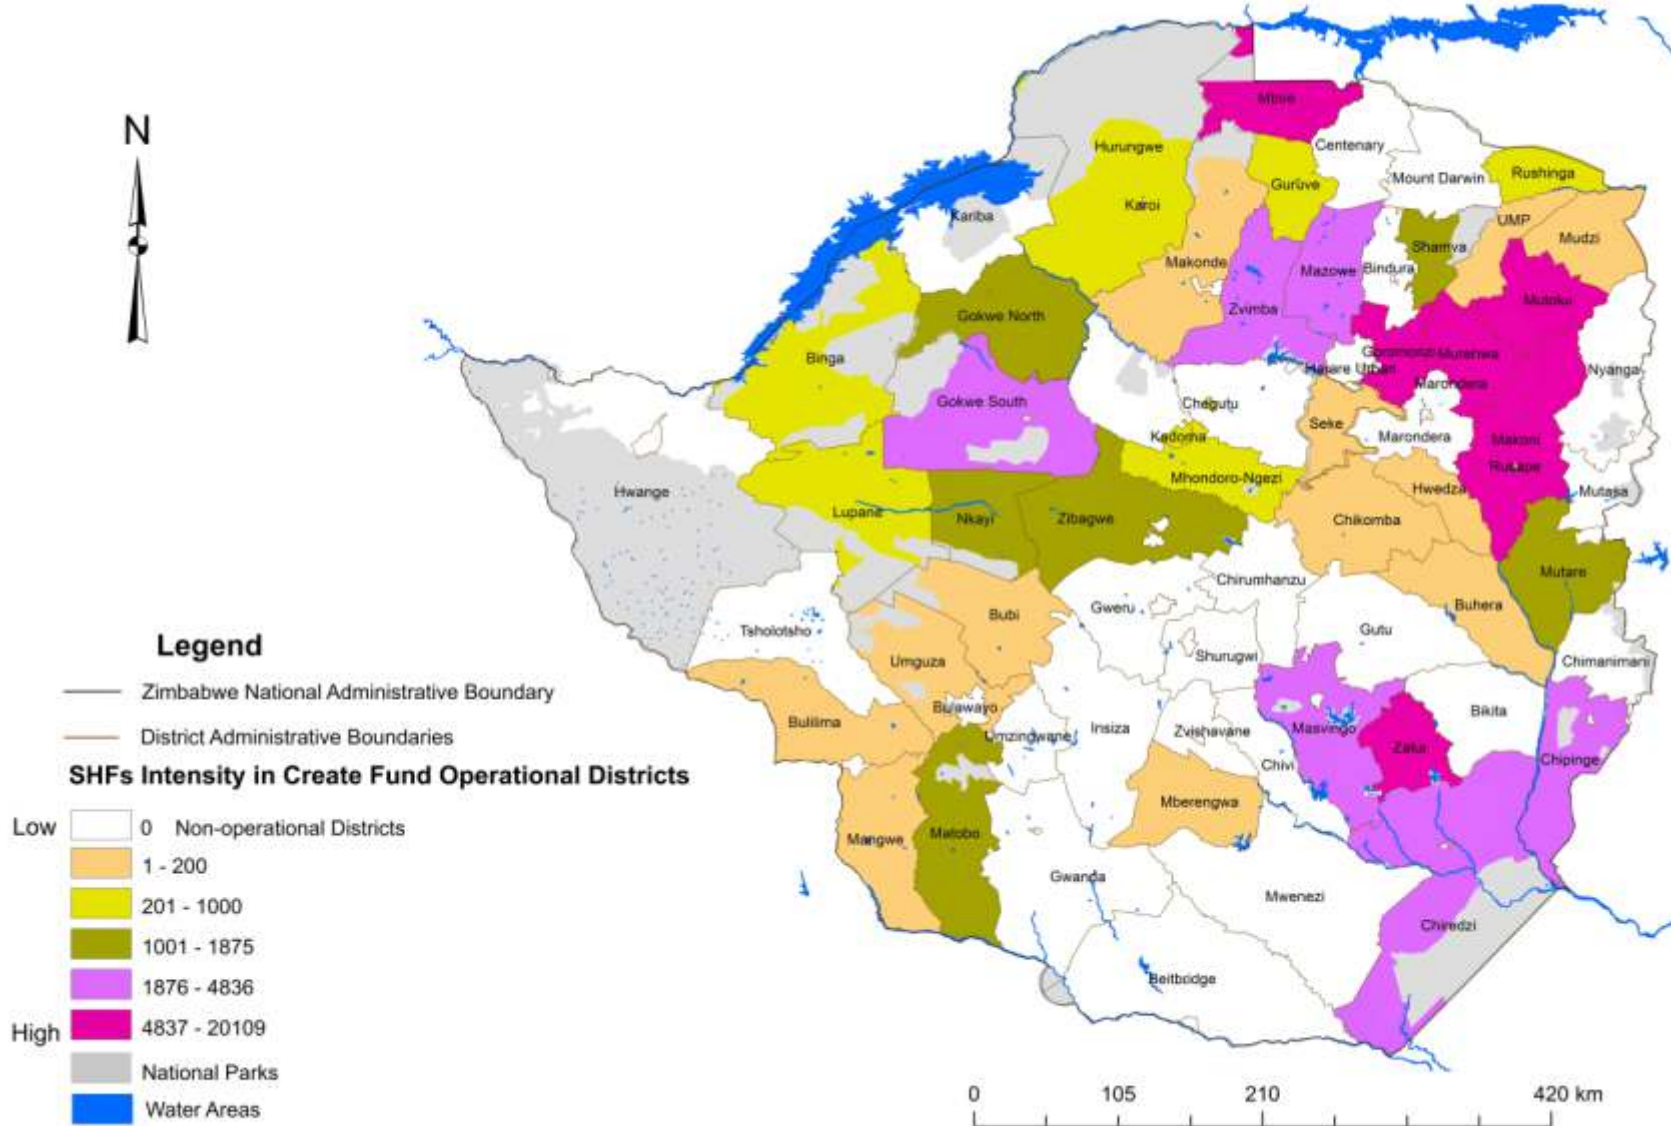 N
Mbire
Centenary
Hurungwe
Mount Darwin
Rushinga
Guruve
Karoi
Kariba
UMP
Mudzi
Shamva
Makonde
Mazowe
Bindura
Zvimba
Mutoko
Gokwe North
Binga
Goromonzi
Murehwa
Harare Urban
Nyanga
Marondera
Gokwe South
Chegutu
Seke
Kadoma
Marondera
Makoni
Rusape
Mhondoro-Ngezi
Hwange
Hwedza
Mutasa
Lupane
Nkayi
Zibagwe
Chikomba
Mutare
Chirumhanzu
Gweru
Buhera
Bubi
Tsholotsho
Gutu
Shurugwi
Umguza
Chimanimani
Bulawayo
Bikita
Bulilima
Umzingwane
Insiza
Zvishavane
Masvingo
Zaka
Chivi
Chipinge
Mberengwa
Mangwe
Matobo
Gwanda
Mwenezi
Chiredzi
Beitbridge
Legend
Zimbabwe National Administrative Boundary
District Administrative Boundaries
SHFs Intensity in Create Fund Operational Districts
Low
0 Non-operational Districts
1 - 200
201 - 1000
1001 - 1875
1876 - 4836
High
4837 - 20109
National Parks
Water Areas
0 105 210 420 km